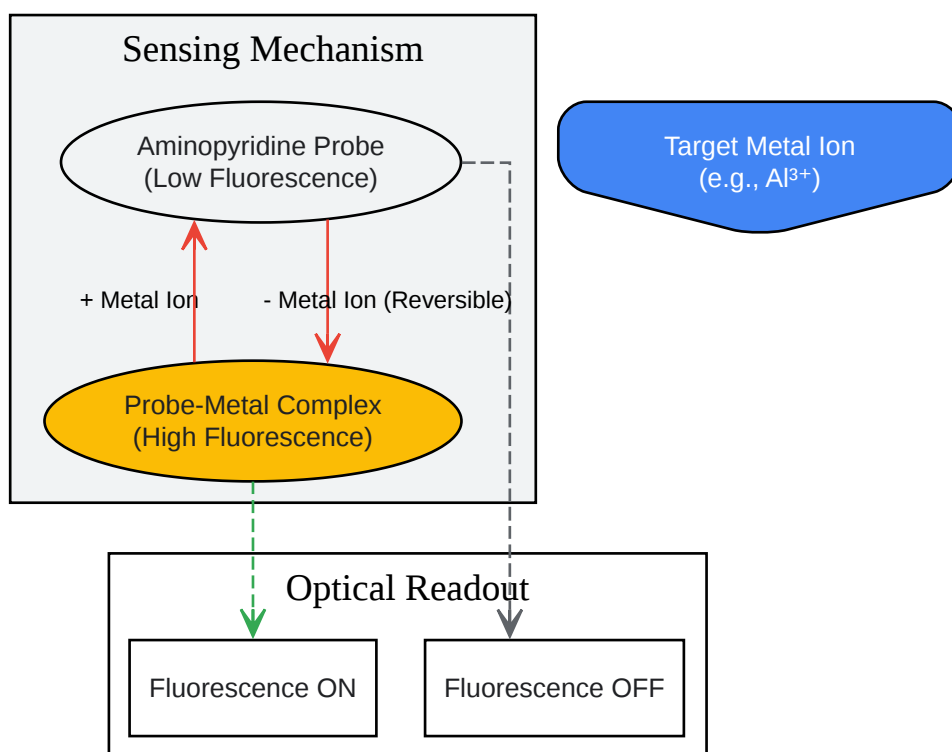 Sensing Mechanism
Aminopyridine Probe
(Low Fluorescence)
Target Metal Ion
(e.g., Al³⁺)
+ Metal Ion
- Metal Ion (Reversible)
Probe-Metal Complex
(High Fluorescence)
Optical Readout
Fluorescence ON
Fluorescence OFF